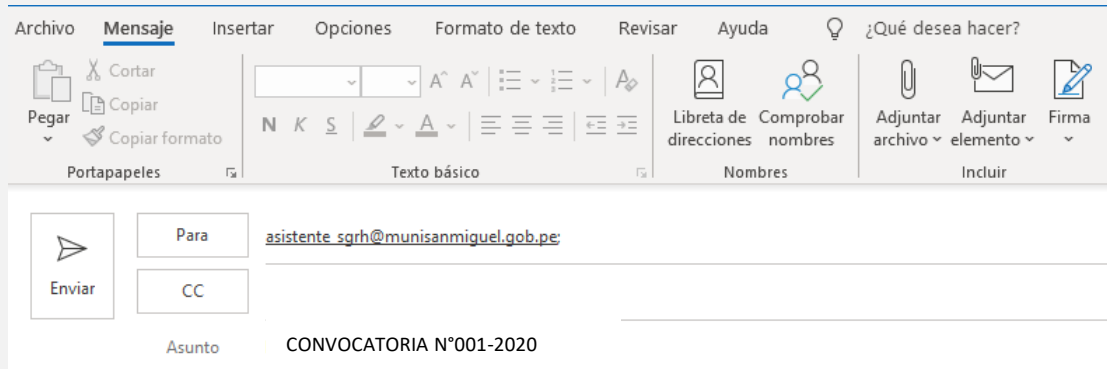 Archivo Mensaje Insertar Opciones Formato de texto Revisar Ayuda ¿Qué desea hacer?
Pegar
Cortar
Copiar
Copiar formato
Portapapeles
A^ Aˇ
N K S A
Texto básico
Libreta de direcciones
Comprobar nombres
Nombres
Adjuntar archivo
Adjuntar elemento
Firma
Incluir
Enviar
Para asistente_sgrh@munisanmiguel.gob.pe;
CC
Asunto CONVOCATORIA N°001-2020